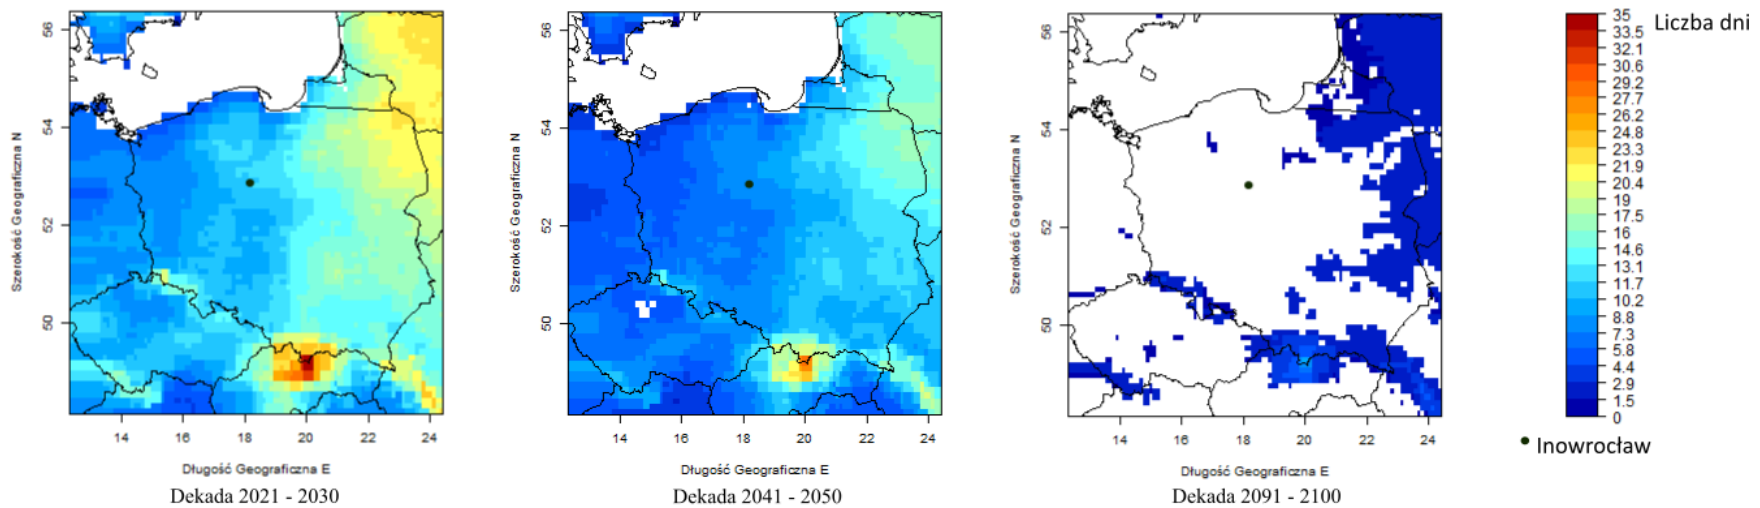 56
54
52
50
Szerokość Geograficzna N
14 16 18 20 22 24
Długość Geograficzna E
Dekada 2021 - 2030
56
54
52
50
Szerokość Geograficzna N
14 16 18 20 22 24
Długość Geograficzna E
Dekada 2041 - 2050
56
54
52
50
Szerokość Geograficzna N
14 16 18 20 22 24
Długość Geograficzna E
Dekada 2091 - 2100
Liczba dni
35
33.5
32.1
30.6
29.2
27.7
26.2
24.8
23.3
21.9
20.4
19
17.5
16
14.6
13.1
11.7
10.2
8.8
7.3
5.8
4.4
2.9
1.5
0
Inowrocław